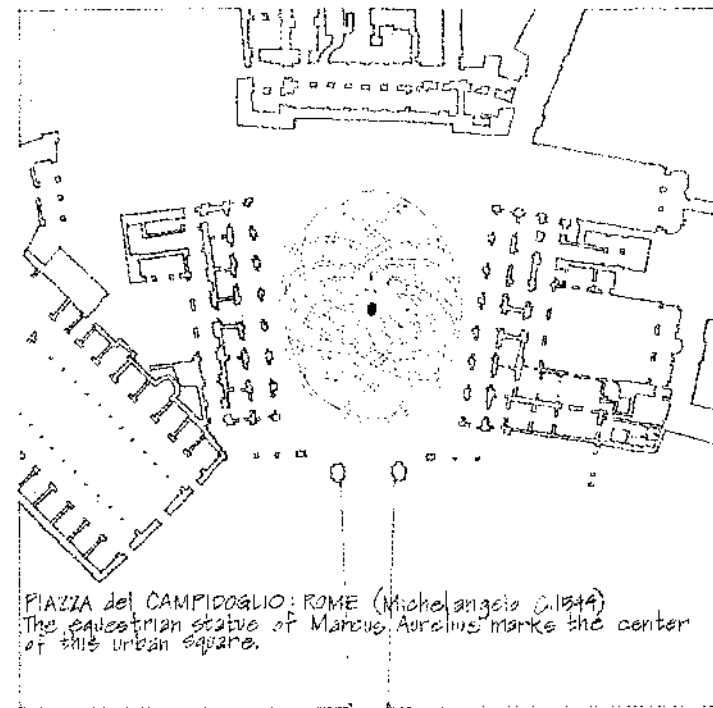 PIAZZA del CAMPIDOGLIO: ROME (Michelangelo C.1544)
The equestrian statue of Marcus Aurelius marks the center
of this urban square.